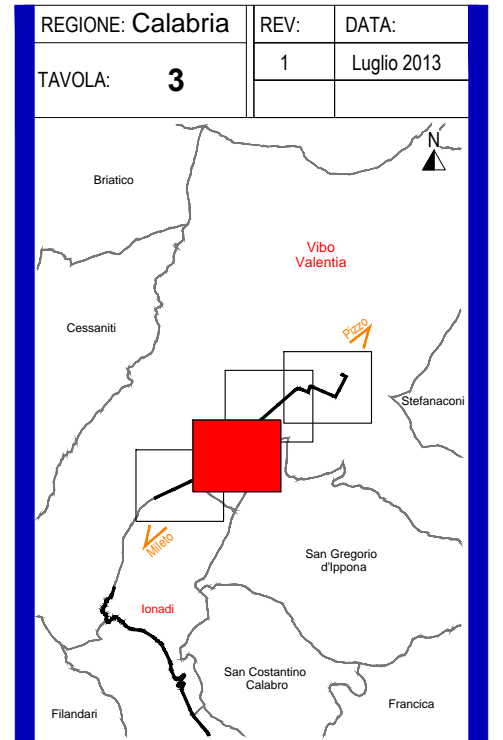 REGIONE: Calabria
REV:
DATA:
TAVOLA: 3
1
Luglio 2013
N
Briatico
Vibo
Valentia
Cessaniti
Pizzo
Stefanaconi
Mileto
San Gregorio
d'Ippona
Ionadi
San Costantino
Calabro
Francica
Filandari